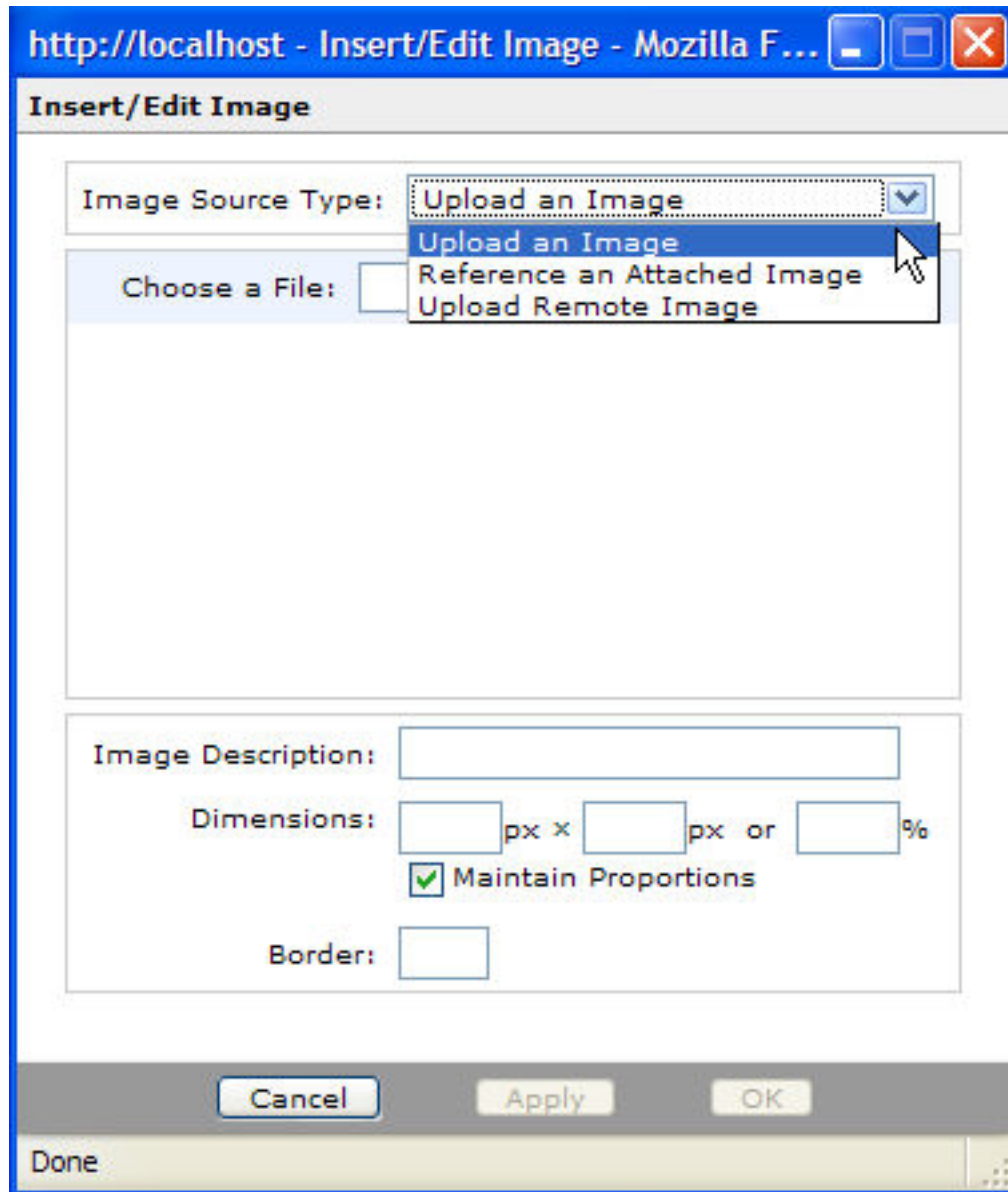 http://localhost - Insert/Edit Image - Mozilla F...
Insert/Edit Image
Image Source Type: Upload an Image
Upload an Image
Reference an Attached Image
Upload Remote Image
Choose a File:
Image Description:
Dimensions: px × px or %
Maintain Proportions
Border:
Cancel Apply OK
Done